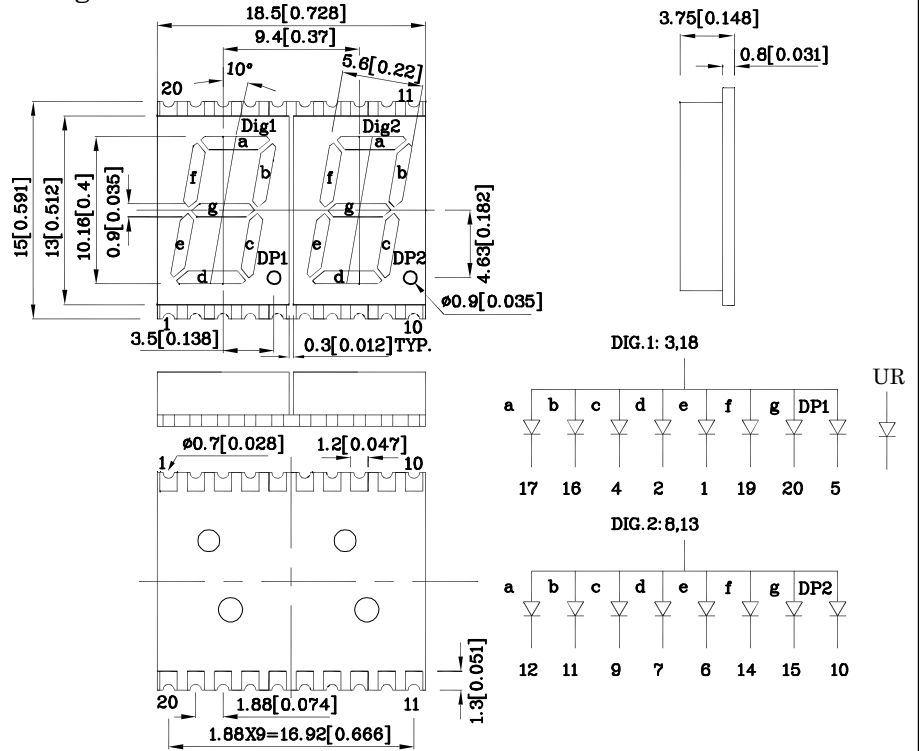 18.5[0.728]
9.4[0.37]
10°
5.6[0.22]
3.75[0.148]
0.8[0.031]
20
11
Dig1
a
b
f
g
e
c
d
DP1
Dig2
a
b
f
g
e
c
d
DP2
15[0.591]
13[0.512]
10.16[0.4]
0.9[0.035]
4.63[0.182]
ø0.9[0.035]
1
10
3.5[0.138]
0.3[0.012]TYP.
DIG.1: 3,18
UR
a b c d e f g DP1
17 16 4 2 1 19 20 5
ø0.7[0.028]
1.2[0.047]
1
10
DIG.2:8,13
a b c d e f g DP2
12 11 9 7 6 14 15 10
1.3[0.051]
20
1.88[0.074]
11
1.88X9=16.92[0.666]